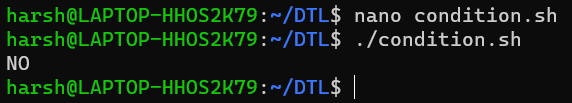 harsh@LAPTOP-HHOS2K79:~/DTL$ nano condition.sh
harsh@LAPTOP-HHOS2K79:~/DTL$ ./condition.sh
NO
harsh@LAPTOP-HHOS2K79:~/DTL$